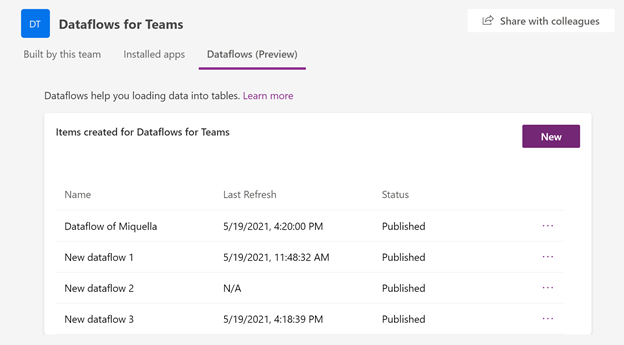 DT Dataflows for Teams Share with colleagues
Built by this team Installed apps Dataflows (Preview)
Dataflows help you loading data into tables. Learn more
Items created for Dataflows for Teams New
Name Last Refresh Status
Dataflow of Miquella 5/19/2021, 4:20:00 PM Published ...
New dataflow 1 5/19/2021, 11:48:32 AM Published ...
New dataflow 2 N/A Published ...
New dataflow 3 5/19/2021, 4:18:39 PM Published ...